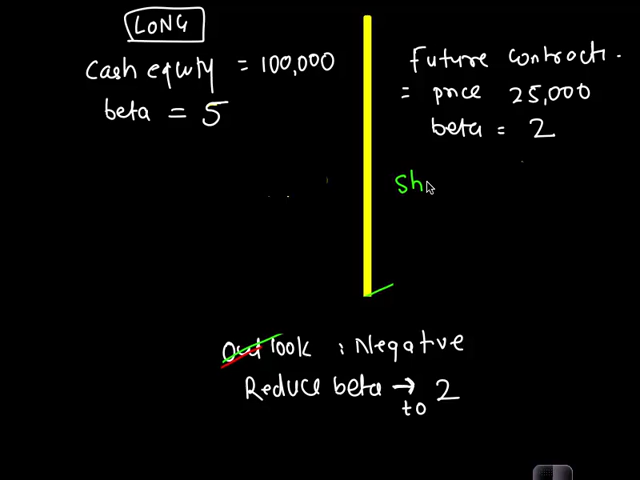 LONG
cash equty = 100,000
beta = 5
Future contract
= price 25,000
beta = 2
Sh
Outlook : Negative
Reduce beta → to 2